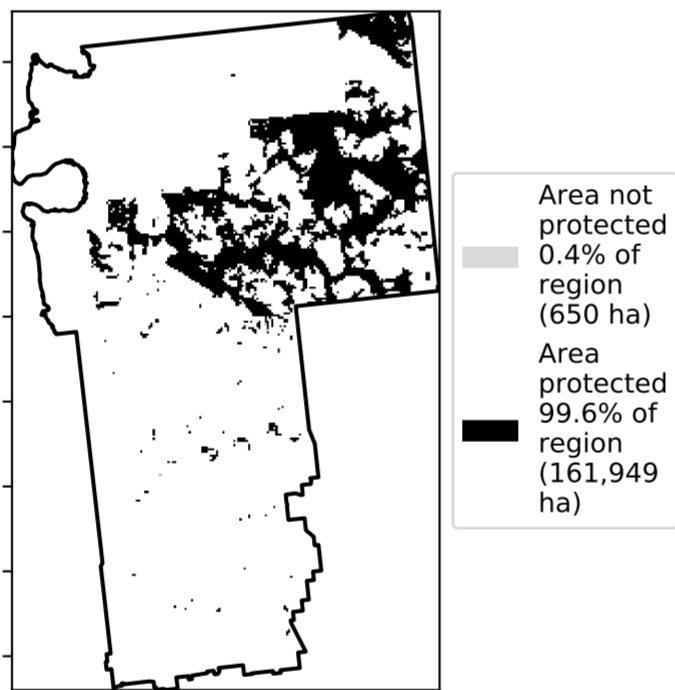 Area not
protected
0.4% of
region
(650 ha)
Area
protected
99.6% of
region
(161,949
ha)